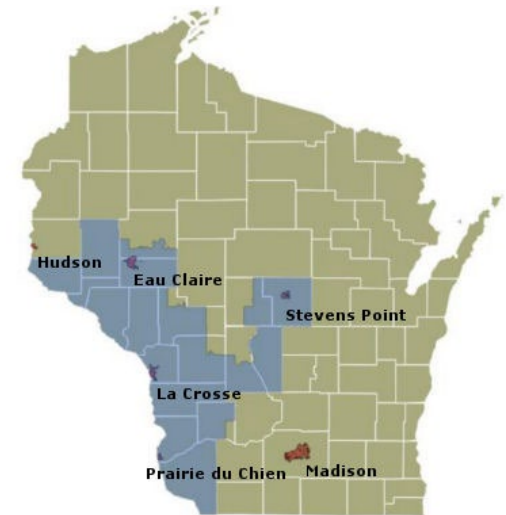 Hudson
Eau Claire
Stevens Point
La Crosse
Prairie du Chien
Madison